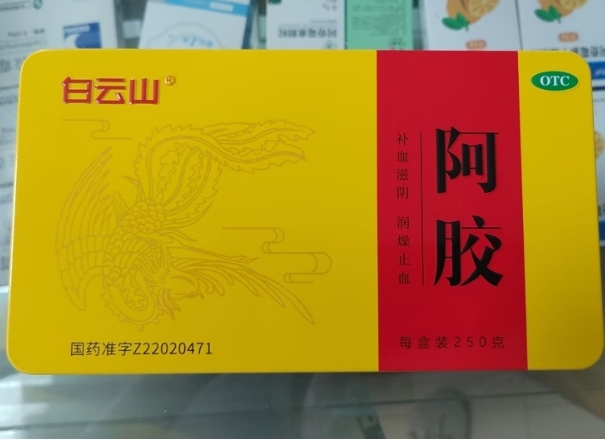 白云山®
OTC
阿胶
补血滋阴 润燥止血
国药准字Z22020471
每盒装250克